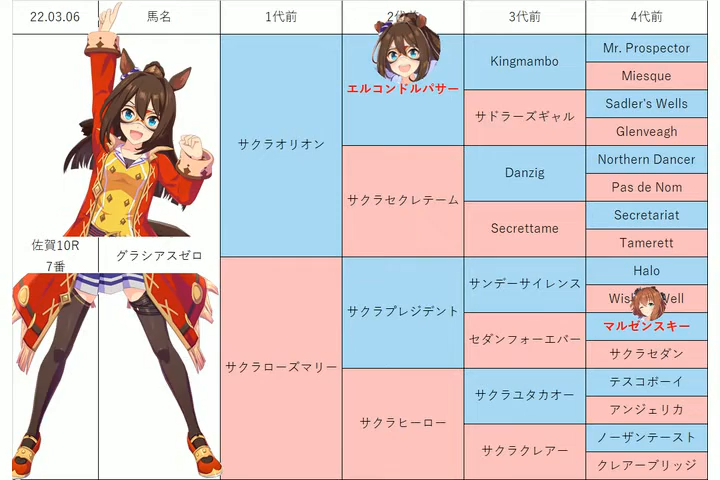 22.03.06
馬名
1代前
2代前
3代前
4代前
佐賀10R
7番
グラシアスゼロ
サクラオリオン
サクラローズマリー
エルコンドルパサー
サクラセクレテーム
サクラプレジデント
サクラヒーロー
Kingmambo
サドラーズギャル
Danzig
Secrettame
サンデーサイレンス
セダンフォーエバー
サクラユタカオー
サクラクレアー
Mr. Prospector
Miesque
Sadler's Wells
Glenveagh
Northern Dancer
Pas de Nom
Secretariat
Tamerett
Halo
マルゼンスキー
サクラセダン
テスコボーイ
アンジェリカ
ノーザンテースト
クレアーブリッジ